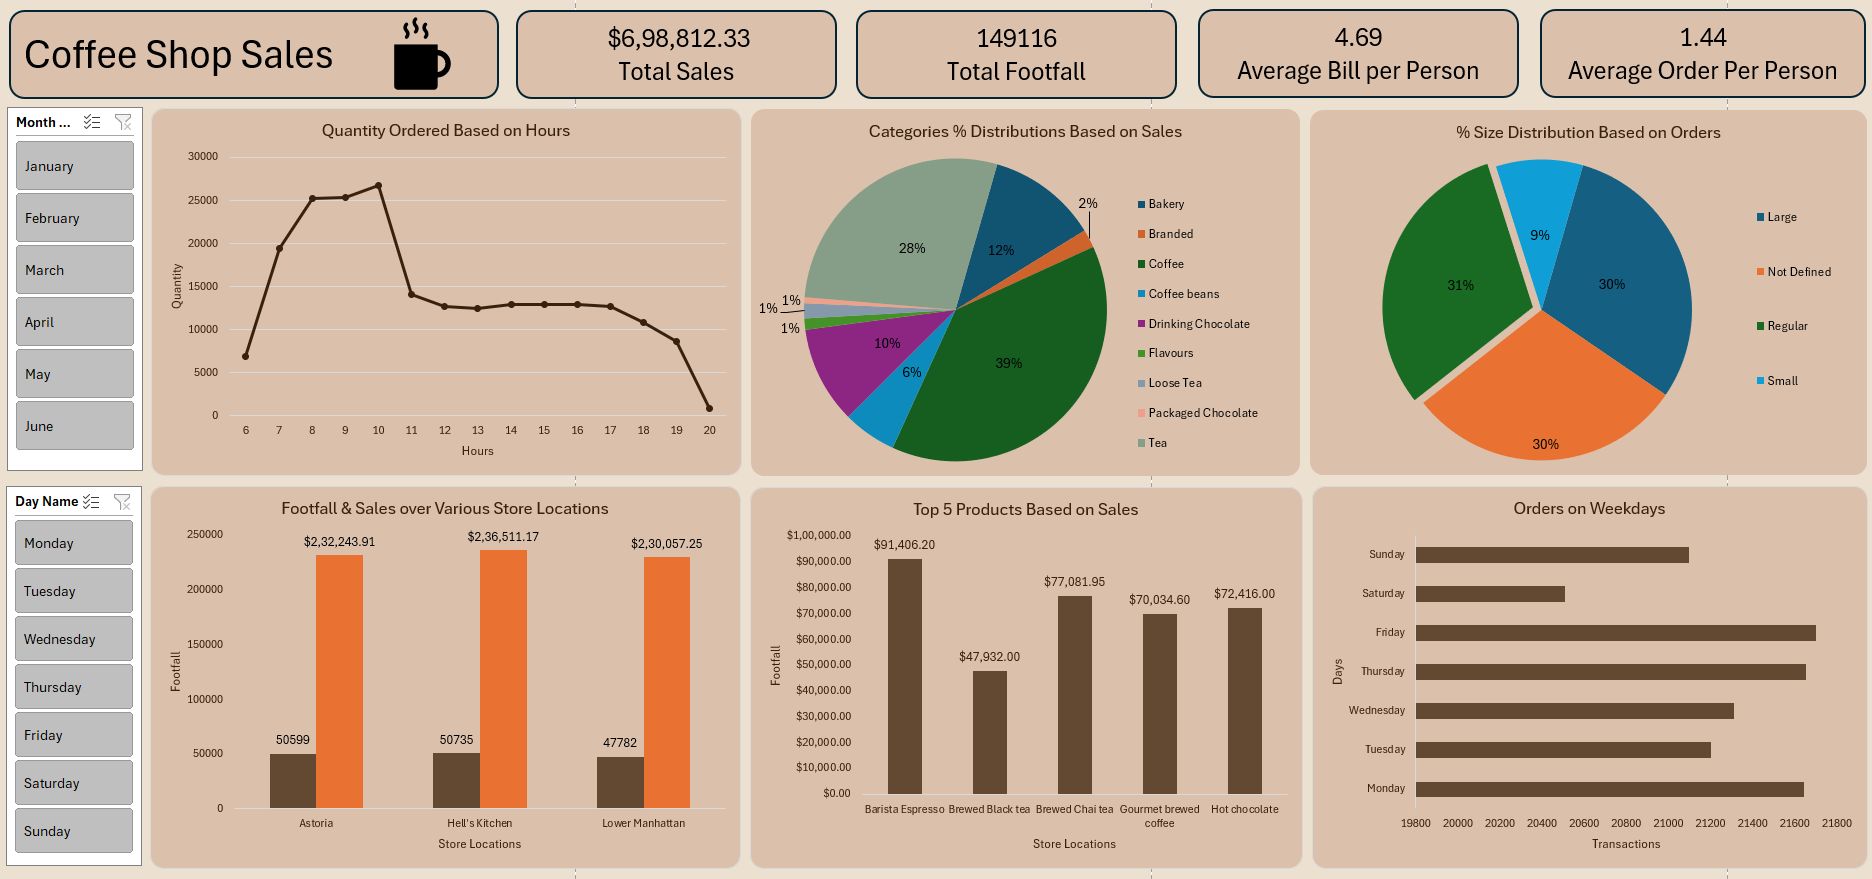 Coffee Shop Sales
$6,98,812.33
Total Sales
149116
Total Footfall
4.69
Average Bill per Person
1.44
Average Order Per Person
Month ...
January
February
March
April
May
June
Quantity Ordered Based on Hours
30000
25000
20000
15000
10000
5000
0
Quantity
6 7 8 9 10 11 12 13 14 15 16 17 18 19 20
Hours
Categories % Distributions Based on Sales
2%
28%
12%
1%
1%
1%
10%
6%
39%
Bakery
Branded
Coffee
Coffee beans
Drinking Chocolate
Flavours
Loose Tea
Packaged Chocolate
Tea
% Size Distribution Based on Orders
9%
31%
30%
30%
Large
Not Defined
Regular
Small
Day Name
Monday
Tuesday
Wednesday
Thursday
Friday
Saturday
Sunday
Footfall & Sales over Various Store Locations
250000
200000
150000
100000
50000
0
Footfall
$2,32,243.91
$2,36,511.17
$2,30,057.25
50599
50735
47782
Astoria
Hell's Kitchen
Lower Manhattan
Store Locations
Top 5 Products Based on Sales
$1,00,000.00
$90,000.00
$80,000.00
$70,000.00
$60,000.00
$50,000.00
$40,000.00
$30,000.00
$20,000.00
$10,000.00
$0.00
Footfall
$91,406.20
$47,932.00
$77,081.95
$70,034.60
$72,416.00
Barista Espresso
Brewed Black tea
Brewed Chai tea
Gourmet brewed
coffee
Hot chocolate
Store Locations
Orders on Weekdays
Sunday
Saturday
Friday
Thursday
Wednesday
Tuesday
Monday
Days
19800 20000 20200 20400 20600 20800 21000 21200 21400 21600 21800
Transactions